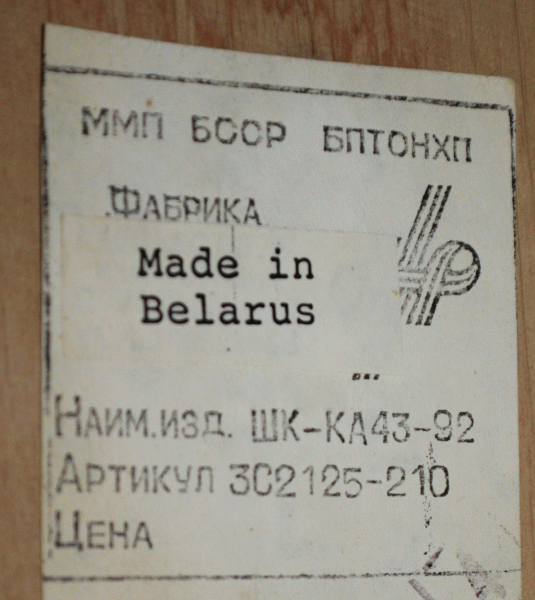 ММП БССР БПТОНХП
ФАБРИКА
Made in
Belarus
НАИМ.ИЗД. ШК-КА43-92
АРТИКУЛ 3С2125-210
ЦЕНА